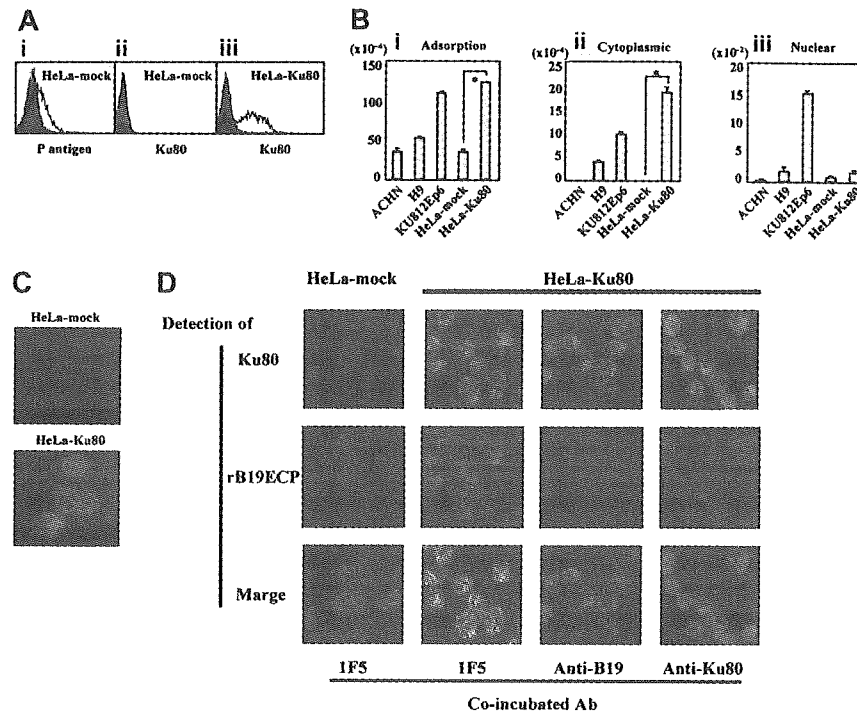 A
i
ii
iii
HeLa-mock
HeLa-mock
HeLa-Ku80
P antigen
Ku80
Ku80
B
(x10-4)
i
Adsorption
150
100
50
0
*
ACHN
H9
KU812Ep6
HeLa-mock
HeLa-Ku80
(x10-4)
ii
Cytoplasmic
25
20
15
10
5
0
*
ACHN
H9
KU812Ep6
HeLa-mock
HeLa-Ku80
(x10-2)
iii
Nuclear
20
15
10
5
0
ACHN
H9
KU812Ep6
HeLa-mock
HeLa-Ku80
C
HeLa-mock
HeLa-Ku80
D
HeLa-mock
HeLa-Ku80
Detection of
Ku80
rB19ECP
Marge
1F5
1F5
Anti-B19
Anti-Ku80
Co-incubated Ab